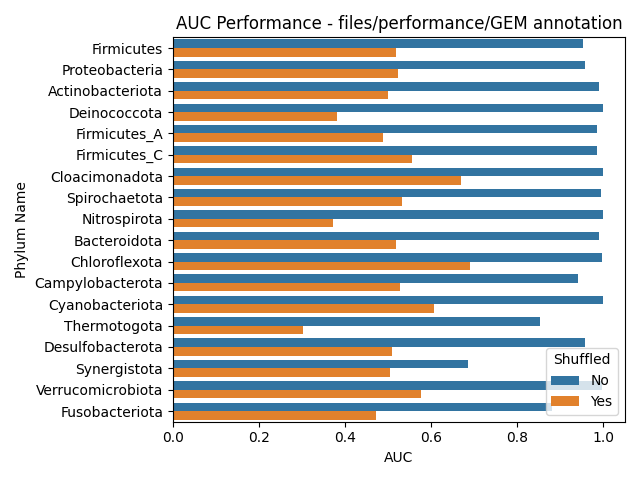 AUC Performance - files/performance/GEM annotation
Phylum Name
Firmicutes
Proteobacteria
Actinobacteriota
Deinococcota
Firmicutes_A
Firmicutes_C
Cloacimonadota
Spirochaetota
Nitrospirota
Bacteroidota
Chloroflexota
Campylobacterota
Cyanobacteriota
Thermotogota
Desulfobacterota
Synergistota
Verrucomicrobiota
Fusobacteriota
Shuffled
No
Yes
0.0 0.2 0.4 0.6 0.8 1.0
AUC